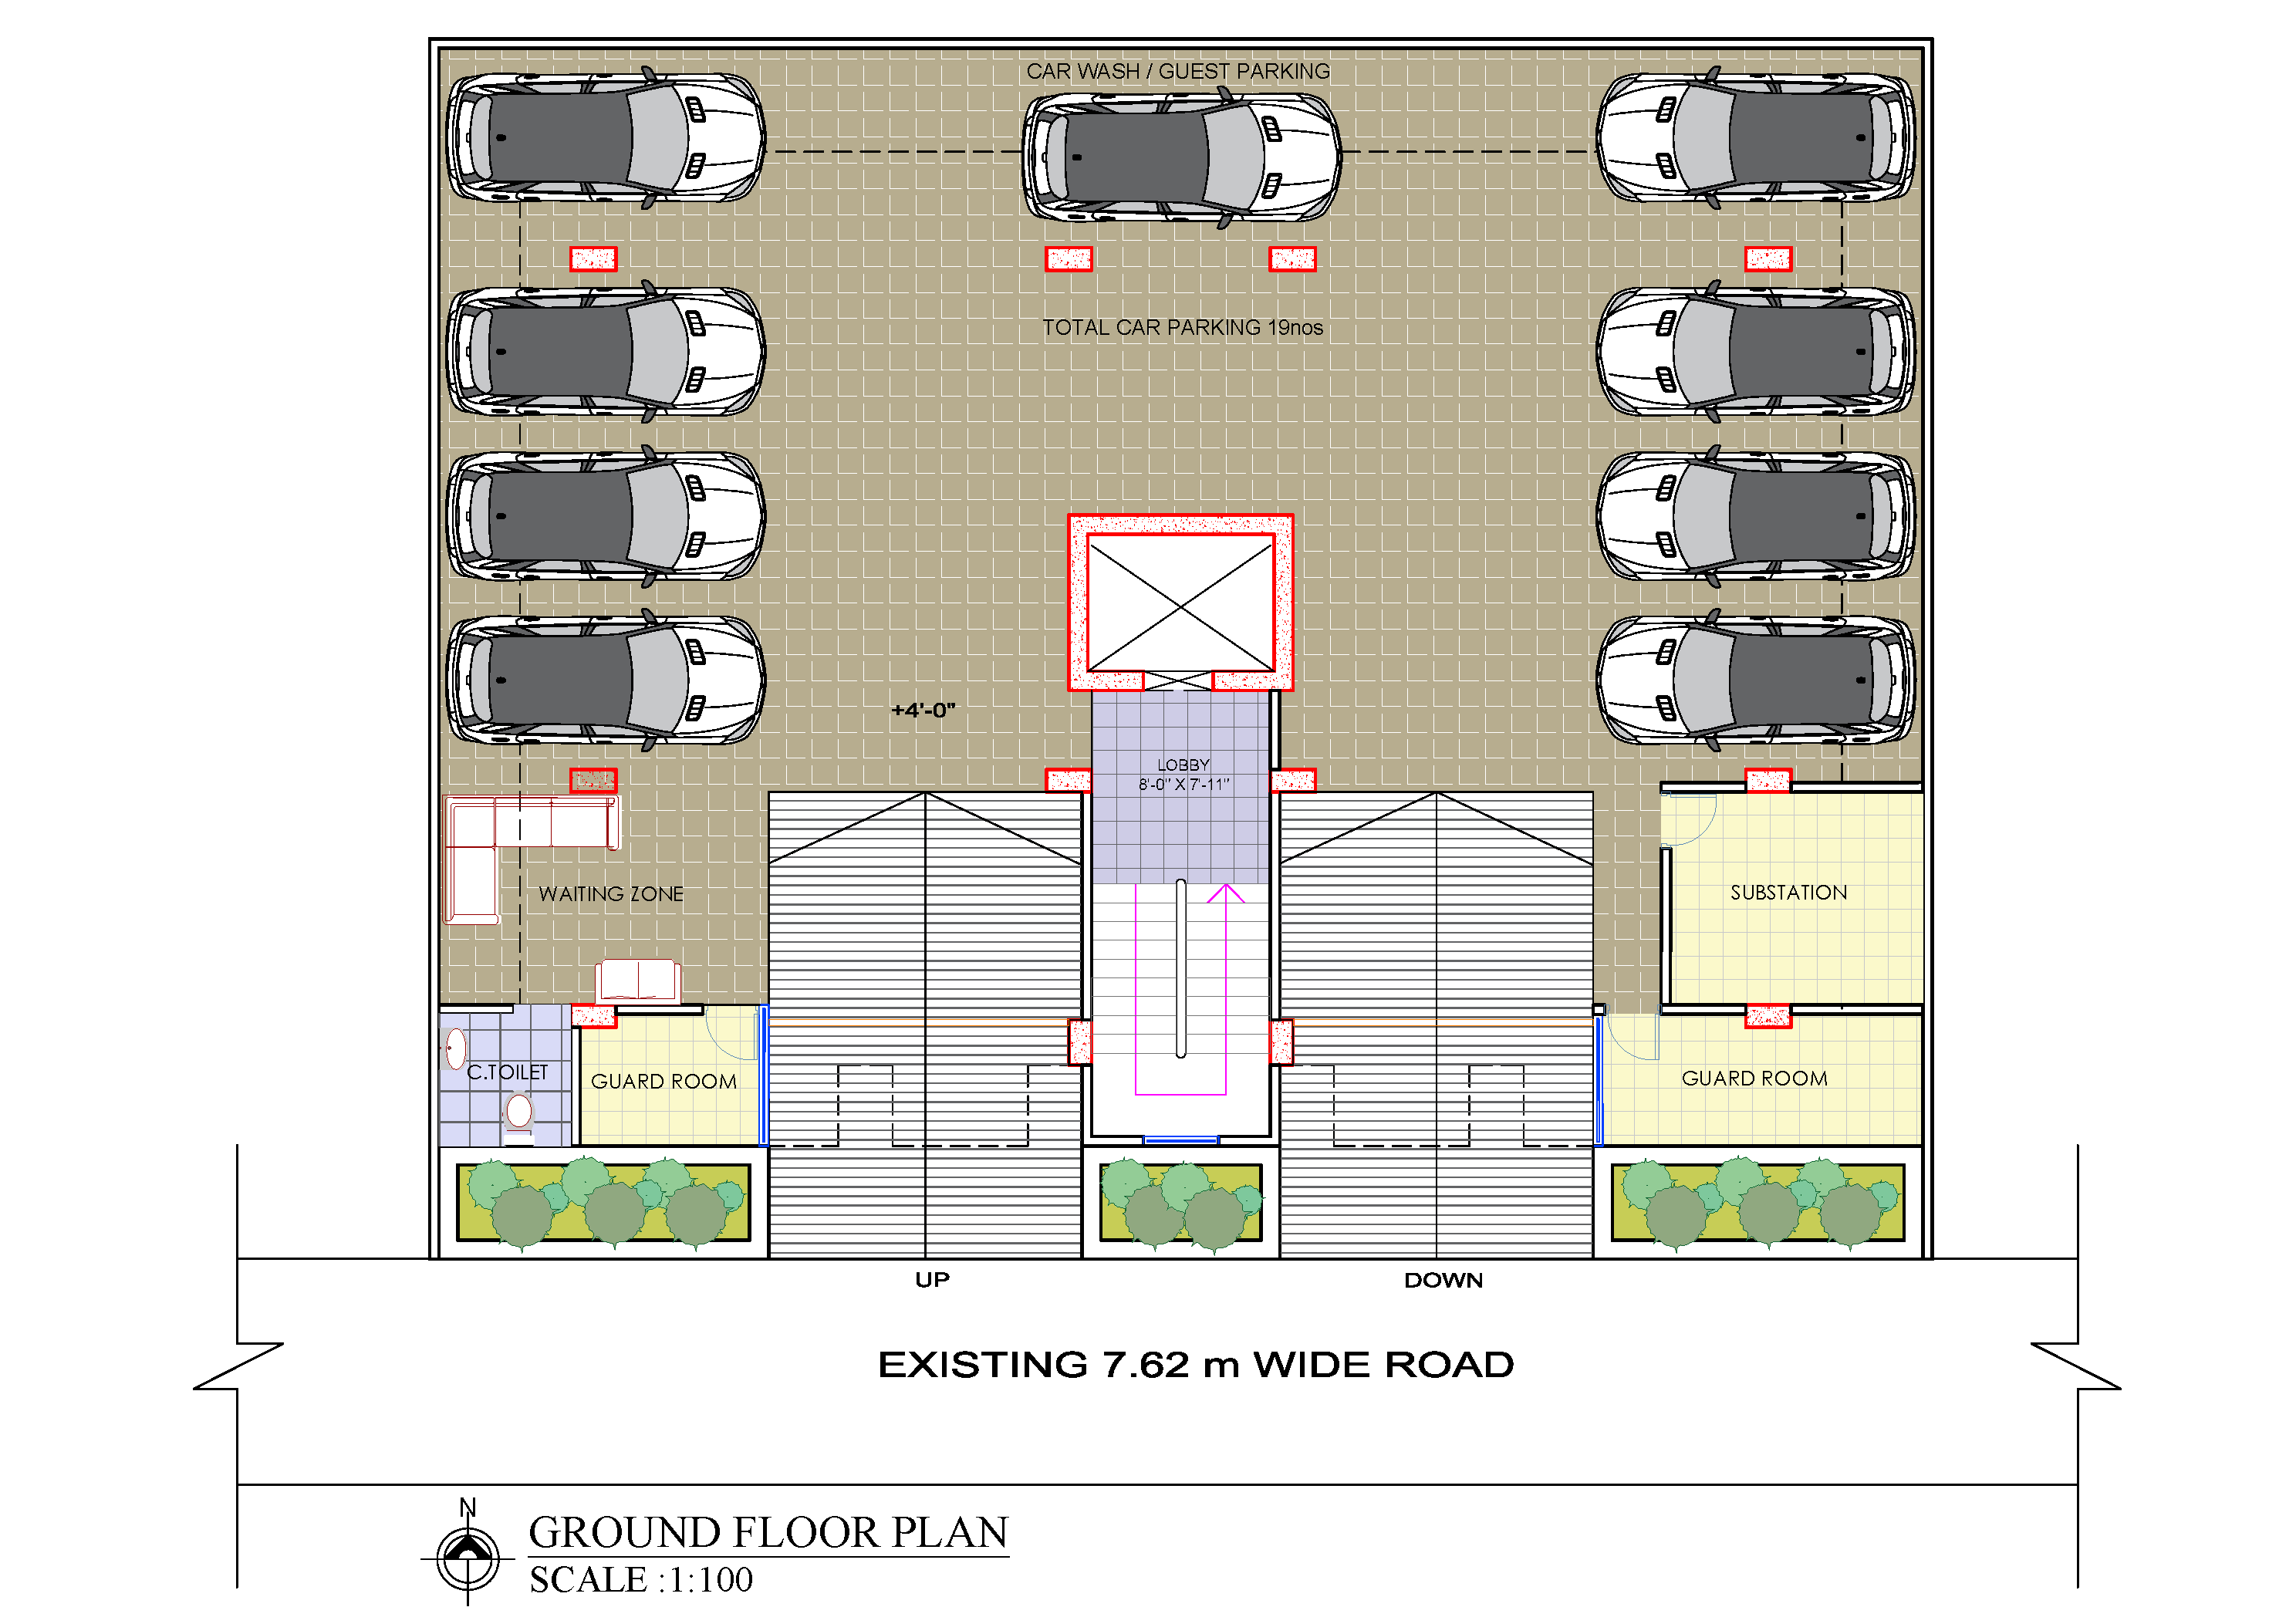 CAR WASH / GUEST PARKING
TOTAL CAR PARKING 19nos
+4'-0"
LOBBY
8'-0" X 7'-11"
WAITING ZONE
SUBSTATION
C.TOILET
GUARD ROOM
GUARD ROOM
UP
DOWN
EXISTING 7.62 m WIDE ROAD
N
GROUND FLOOR PLAN
SCALE :1:100